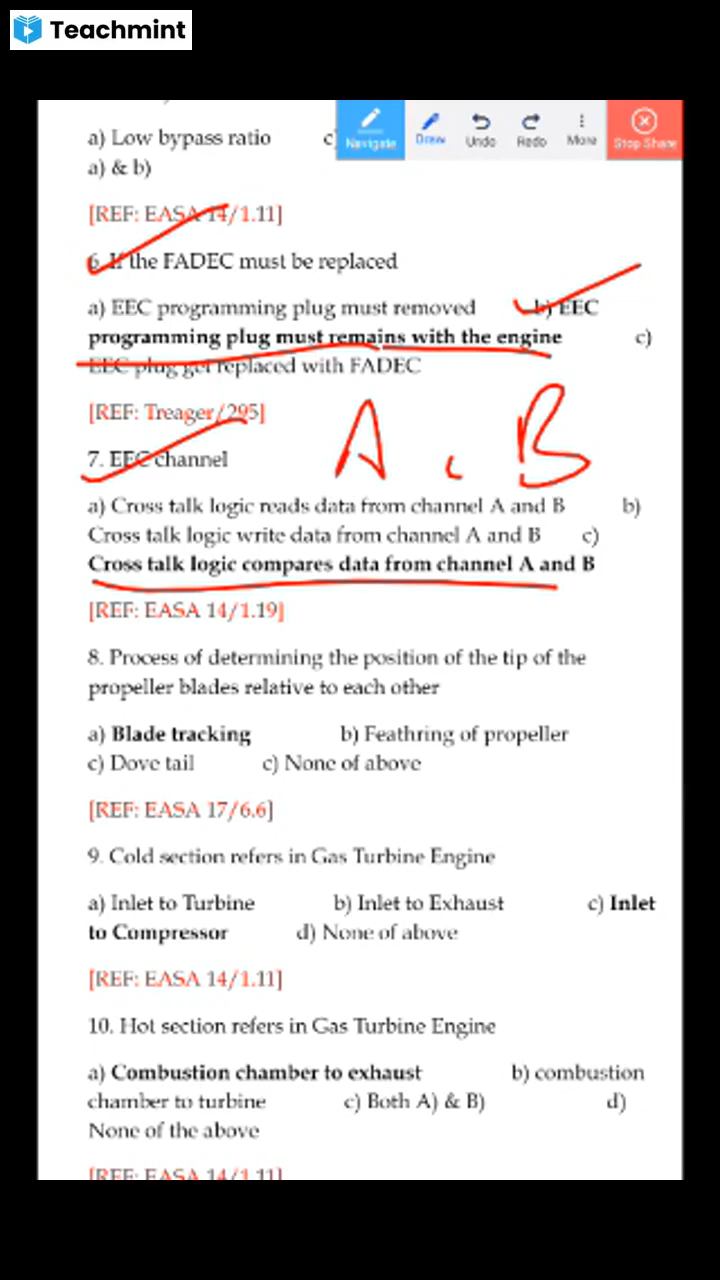 Teachmint
a) Low bypass ratio c)
Navigate Draw Undo Redo More Stop Share
a) & b)
[REF: EASA 14/1.11]
6. If the FADEC must be replaced
a) EEC programming plug must removed b) EEC
programming plug must remains with the engine c)
EEC plug get replaced with FADEC
[REF: Treager/295]
7. EEC channel
A, B
a) Cross talk logic reads data from channel A and B b)
Cross talk logic write data from channel A and B c)
Cross talk logic compares data from channel A and B
[REF: EASA 14/1.19]
8. Process of determining the position of the tip of the
propeller blades relative to each other
a) Blade tracking b) Feathring of propeller
c) Dove tail c) None of above
[REF: EASA 17/6.6]
9. Cold section refers in Gas Turbine Engine
a) Inlet to Turbine b) Inlet to Exhaust c) Inlet
to Compressor d) None of above
[REF: EASA 14/1.11]
10. Hot section refers in Gas Turbine Engine
a) Combustion chamber to exhaust b) combustion
chamber to turbine c) Both A) & B) d)
None of the above
[REF: EASA 14/1.11]